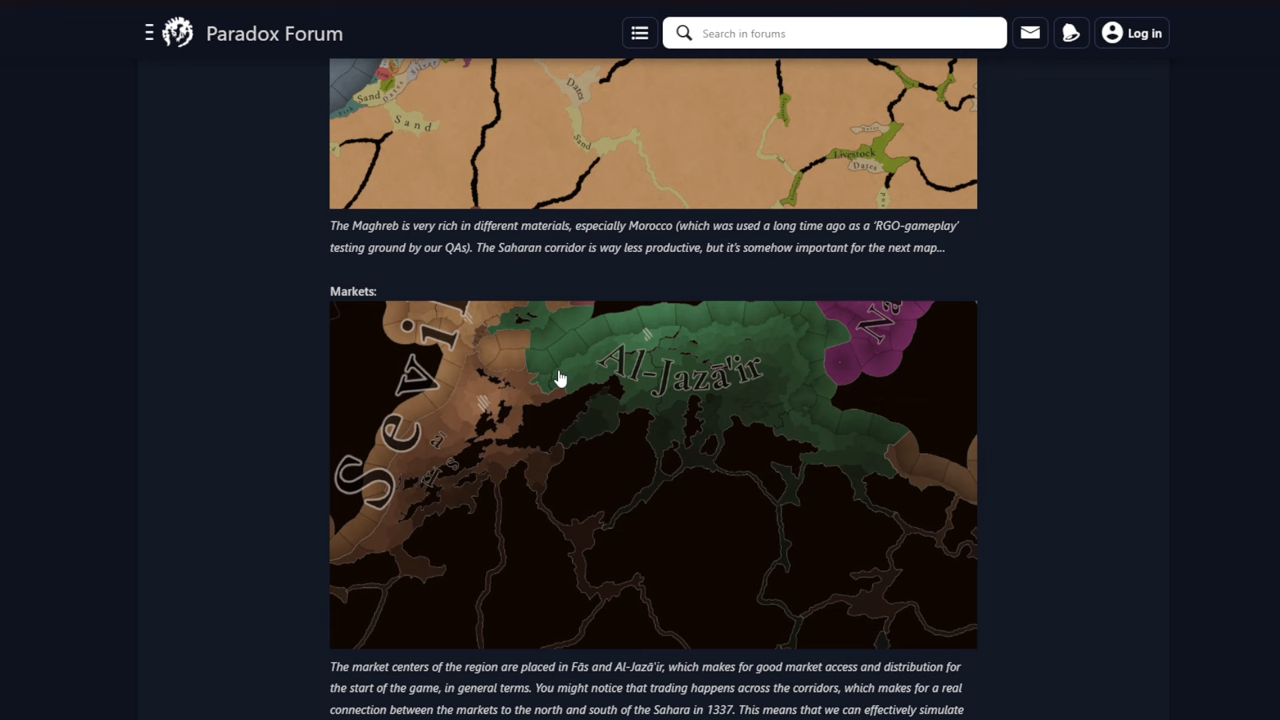 Paradox Forum
Search in forums
Log in
Sand
Dates
Sand
Dates
Sand
Livestock
Dates
The Maghreb is very rich in different materials, especially Morocco (which was used a long time ago as a 'RGO-gameplay'
testing ground by our QAs). The Saharan corridor is way less productive, but it's somehow important for the next map...
Markets:
Sevil
Al-Jazā'ir
Na
The market centers of the region are placed in Fās and Al-Jazā'ir, which makes for good market access and distribution for
the start of the game, in general terms. You might notice that trading happens across the corridors, which makes for a real
connection between the markets to the north and south of the Sahara in 1337. This means that we can effectively simulate